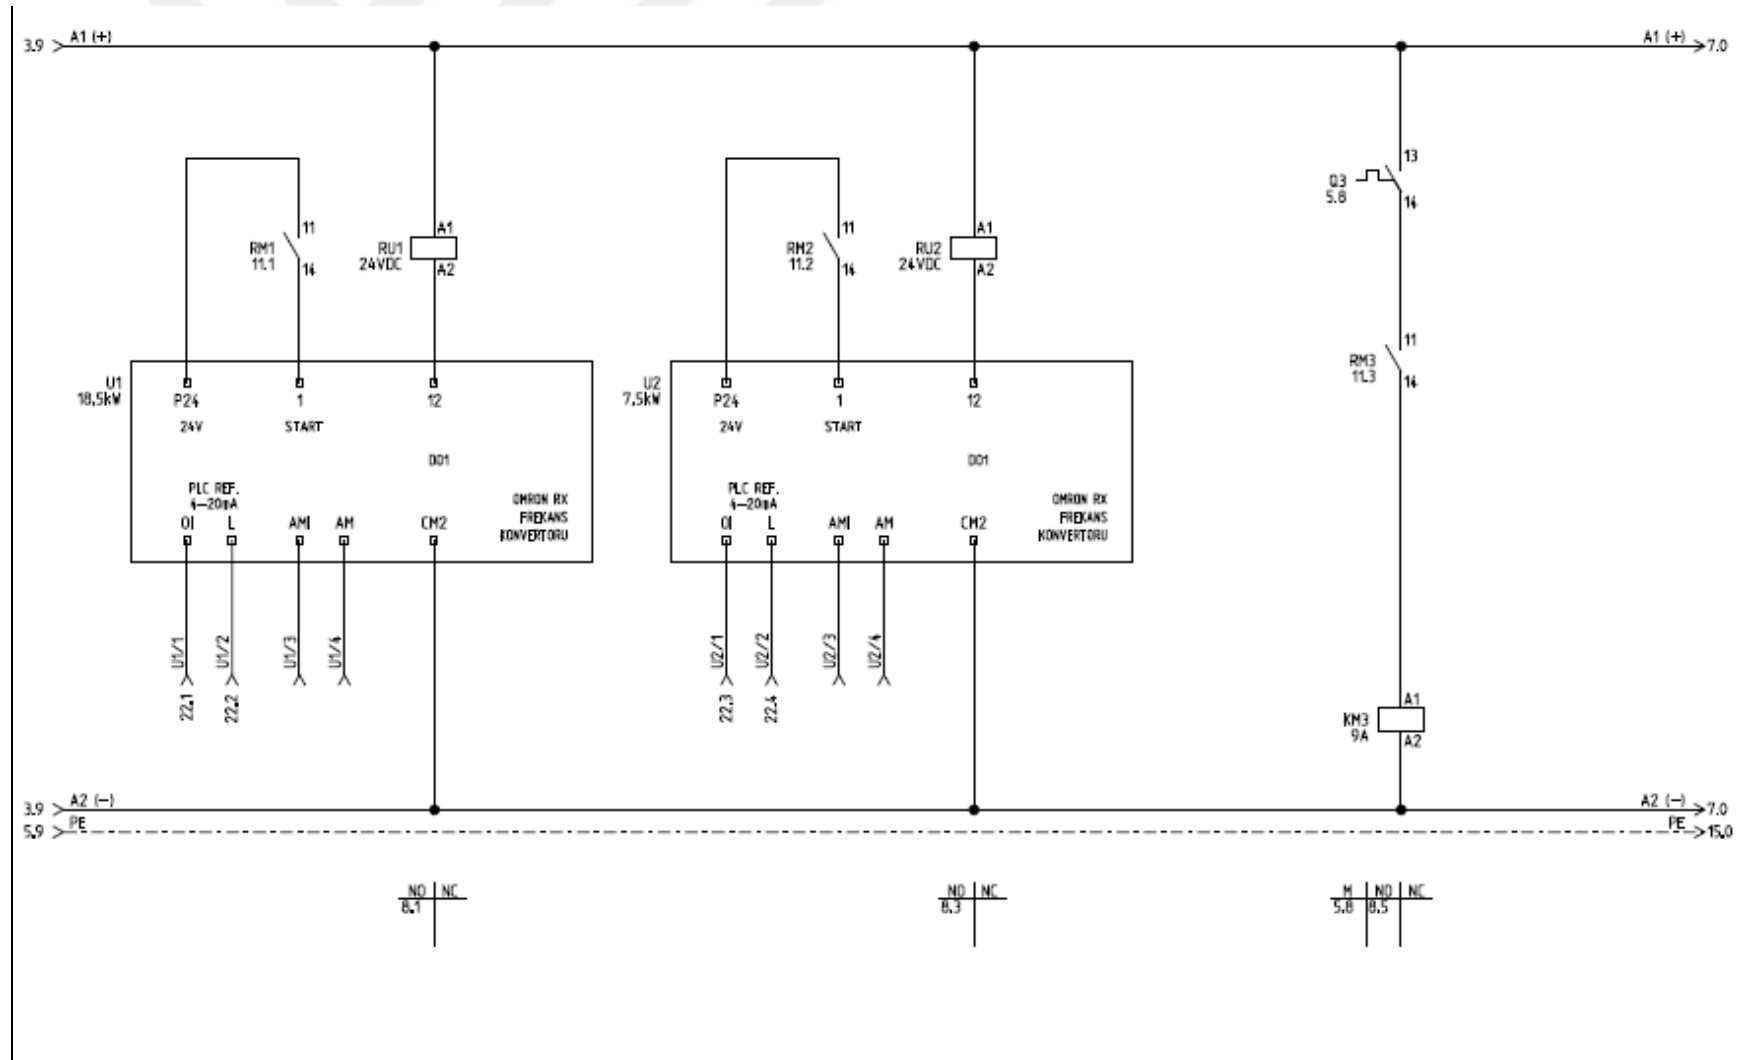 3.9 A1 (+) A1 (+) 7.0
13
Q3
5.8
14
11
RM1
11.1
14
A1
RU1
24VDC
A2
11
RM2
11.2
14
A1
RU2
24VDC
A2
11
RM3
11.3
14
U1
18,5kW
P24 1 12
24V START
DO1
PLC REF.
4-20mA
OI L AMI AM CM2
OMRON RX
FREKANS
KONVERTORU
U2
7.5kW
P24 1 12
24V START
DO1
PLC REF.
4-20mA
OI L AMI AM CM2
OMRON RX
FREKANS
KONVERTORU
U1/1 U1/2 U1/3 U1/4
22.1 22.2
U2/1 U2/2 U2/3 U2/4
22.3 22.4
A1
KM3
9A
A2
3.9 A2 (-) A2 (-) 7.0
5.9 PE PE 15.0
NO NC
8.1
NO NC
8.3
M NO NC
5.8 8.5